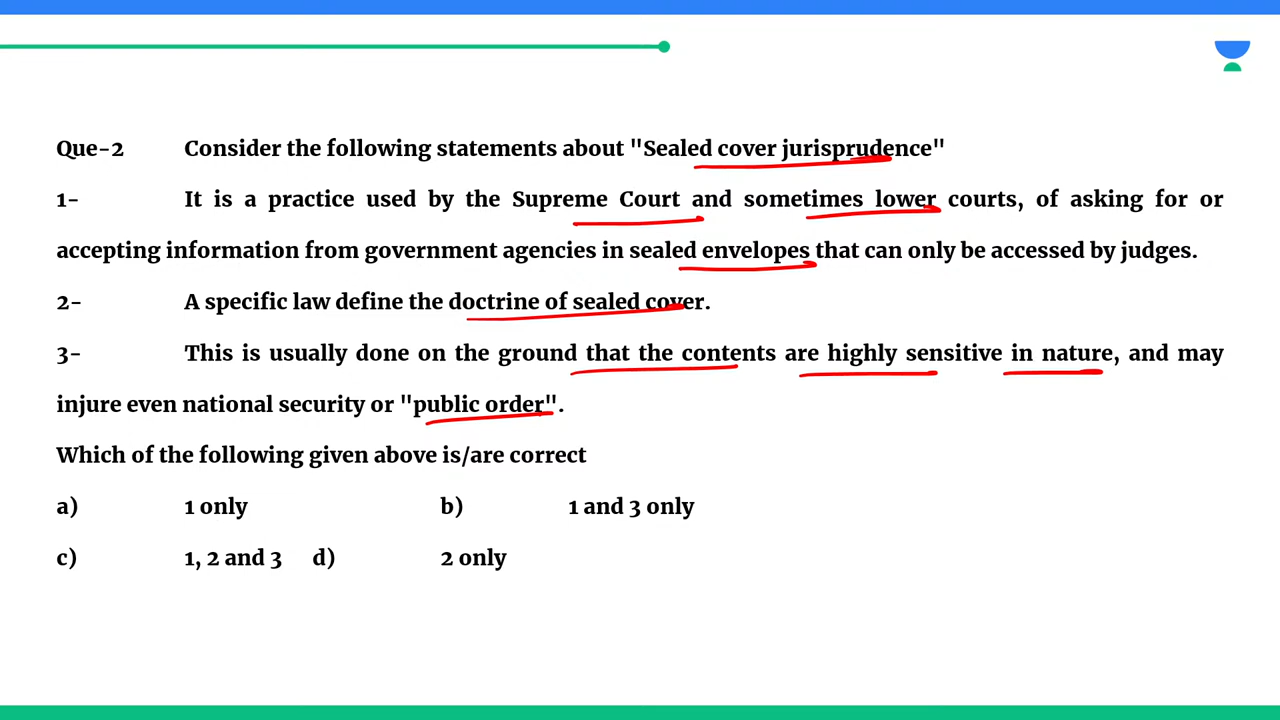 Que-2 Consider the following statements about "Sealed cover jurisprudence"
1- It is a practice used by the Supreme Court and sometimes lower courts, of asking for or
accepting information from government agencies in sealed envelopes that can only be accessed by judges.
2- A specific law define the doctrine of sealed cover.
3- This is usually done on the ground that the contents are highly sensitive in nature, and may
injure even national security or "public order".
Which of the following given above is/are correct
a) 1 only b) 1 and 3 only
c) 1, 2 and 3 d) 2 only